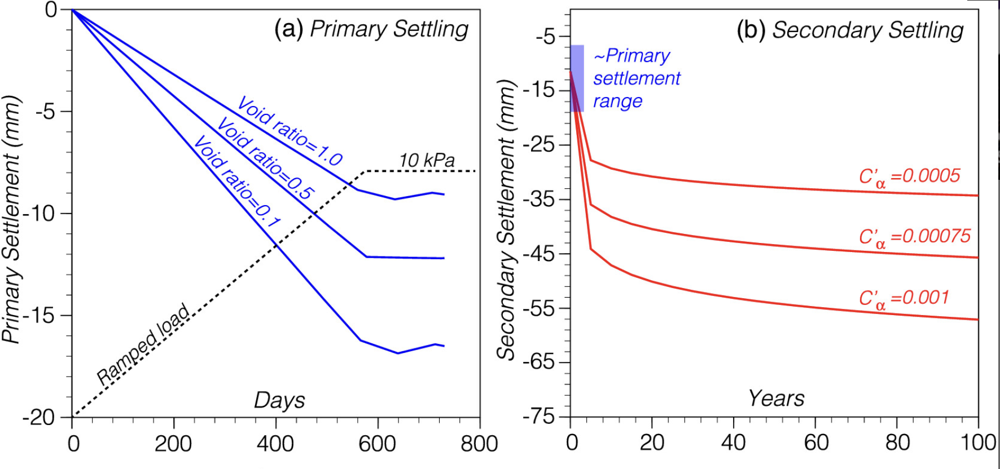 (a) Primary Settling
0
-5
-10
-15
-20
Primary Settlement (mm)
Void ratio=1.0
Void ratio=0.5
Void ratio=0.1
10 kPa
Ramped load
Days
0 200 400 600 800
(b) Secondary Settling
-5
-15
-25
-35
-45
-55
-65
-75
Secondary Settlement (mm)
~Primary
settlement
range
C'α =0.0005
C'α =0.00075
C'α =0.001
Years
0 20 40 60 80 100